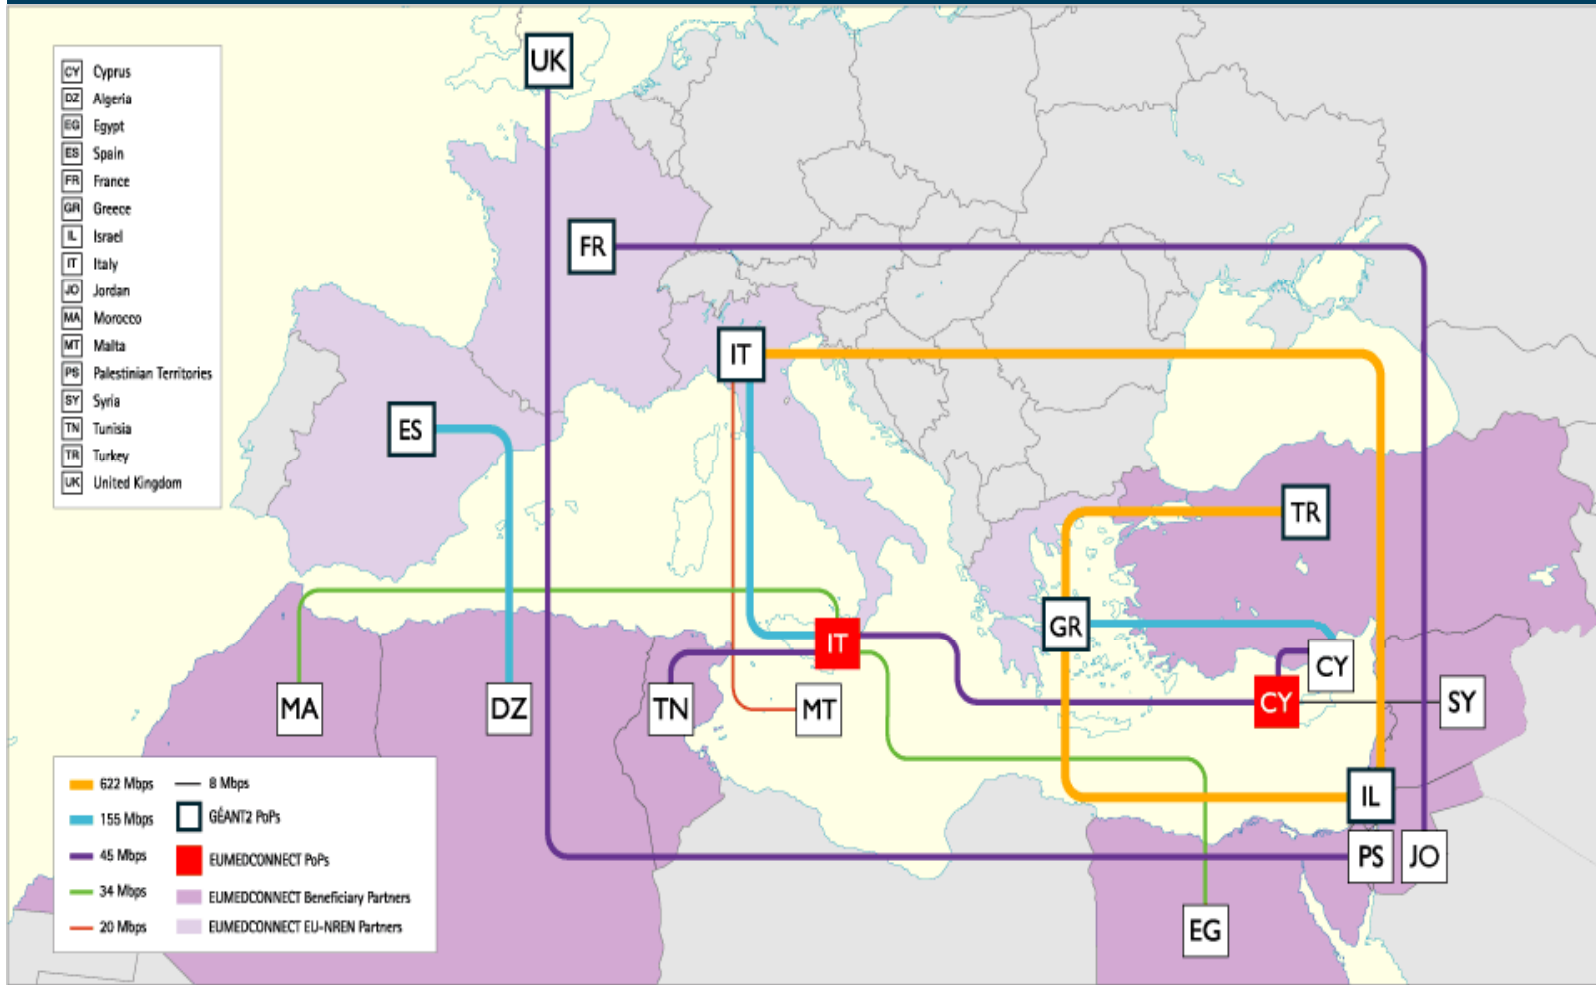 CY Cyprus
DZ Algeria
EG Egypt
ES Spain
FR France
GR Greece
IL Israel
IT Italy
JO Jordan
MA Morocco
MT Malta
PS Palestinian Territories
SY Syria
TN Tunisia
TR Turkey
UK United Kingdom
UK
FR
IT
ES
TR
GR
IT
CY
MA
DZ
TN
MT
CY
SY
IL
PS
JO
EG
622 Mbps
155 Mbps
45 Mbps
34 Mbps
20 Mbps
8 Mbps
GÉANT2 PoPs
EUMEDCONNECT PoPs
EUMEDCONNECT Beneficiary Partners
EUMEDCONNECT EU-NREN Partners